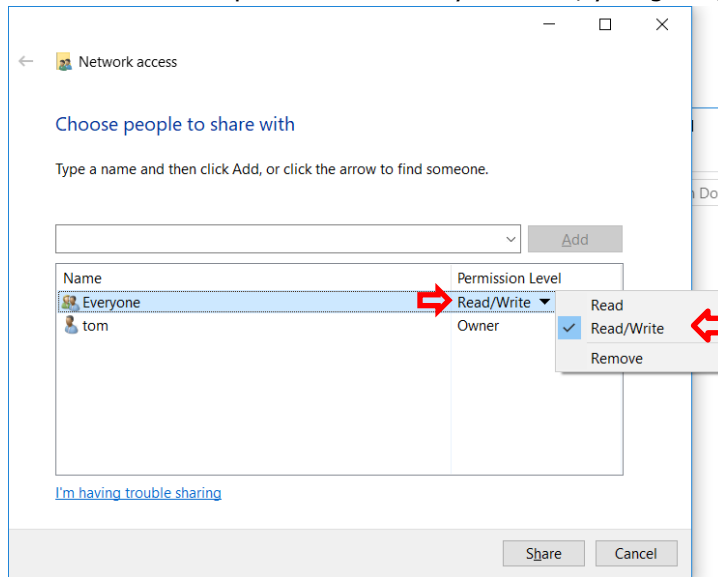 Network access
Choose people to share with
Type a name and then click Add, or click the arrow to find someone.
Add
Name Permission Level
Everyone Read/Write Read
tom Owner Read/Write
Remove
I'm having trouble sharing
Share Cancel
Do